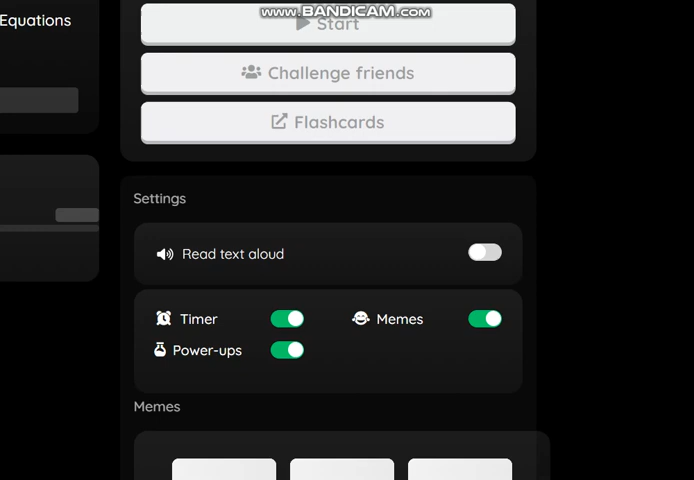 www.BANDICAM.com
Equations
Start
Challenge friends
Flashcards
Settings
Read text aloud
Timer
Memes
Power-ups
Memes